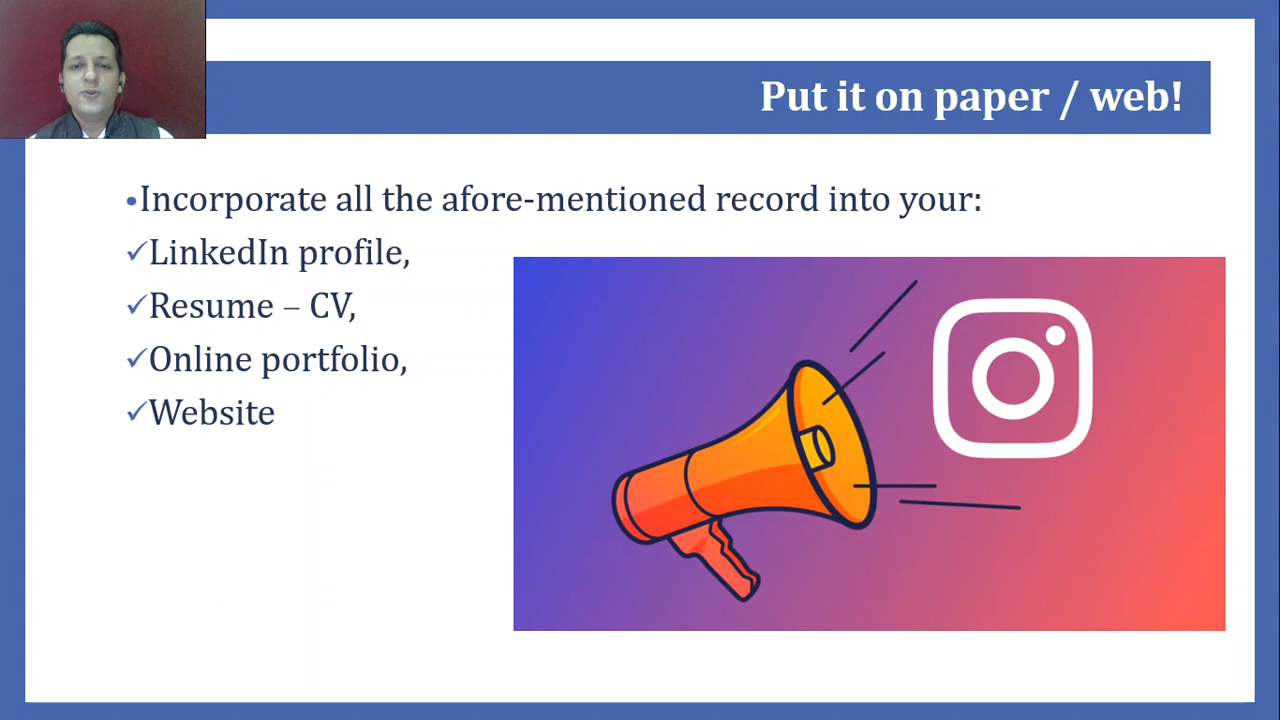 Put it on paper / web!
•Incorporate all the afore-mentioned record into your:
✓LinkedIn profile,
✓Resume – CV,
✓Online portfolio,
✓Website